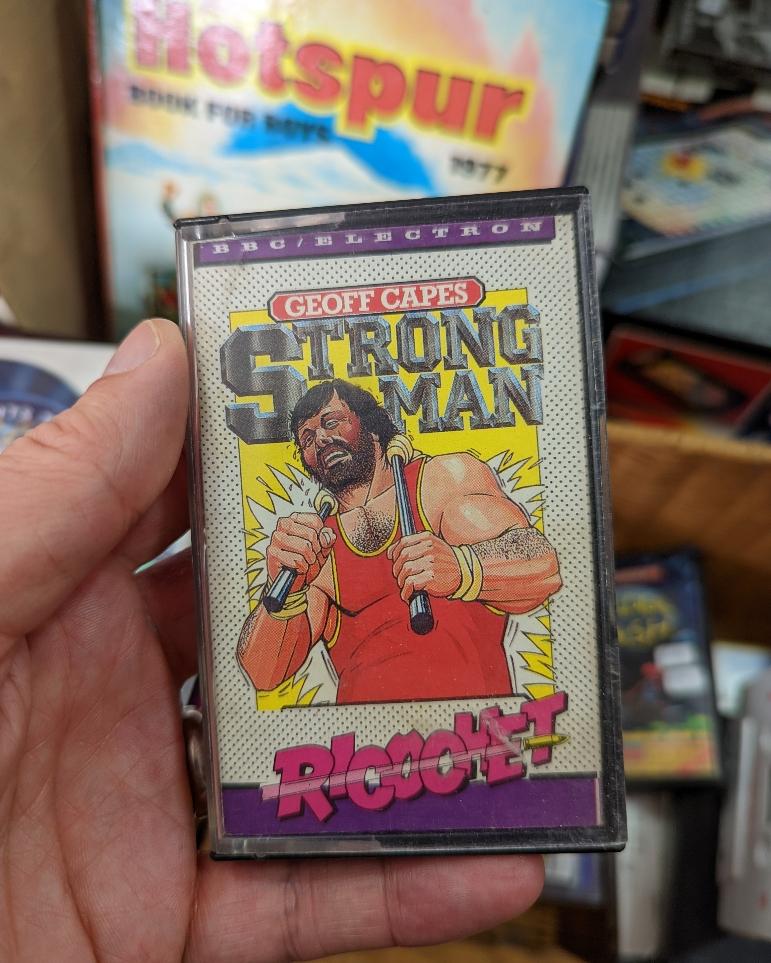 Hotspur
BOOK FOR BOYS
1977
BBC/ELECTRON
GEOFF CAPES
STRONG
MAN
RICOCHET